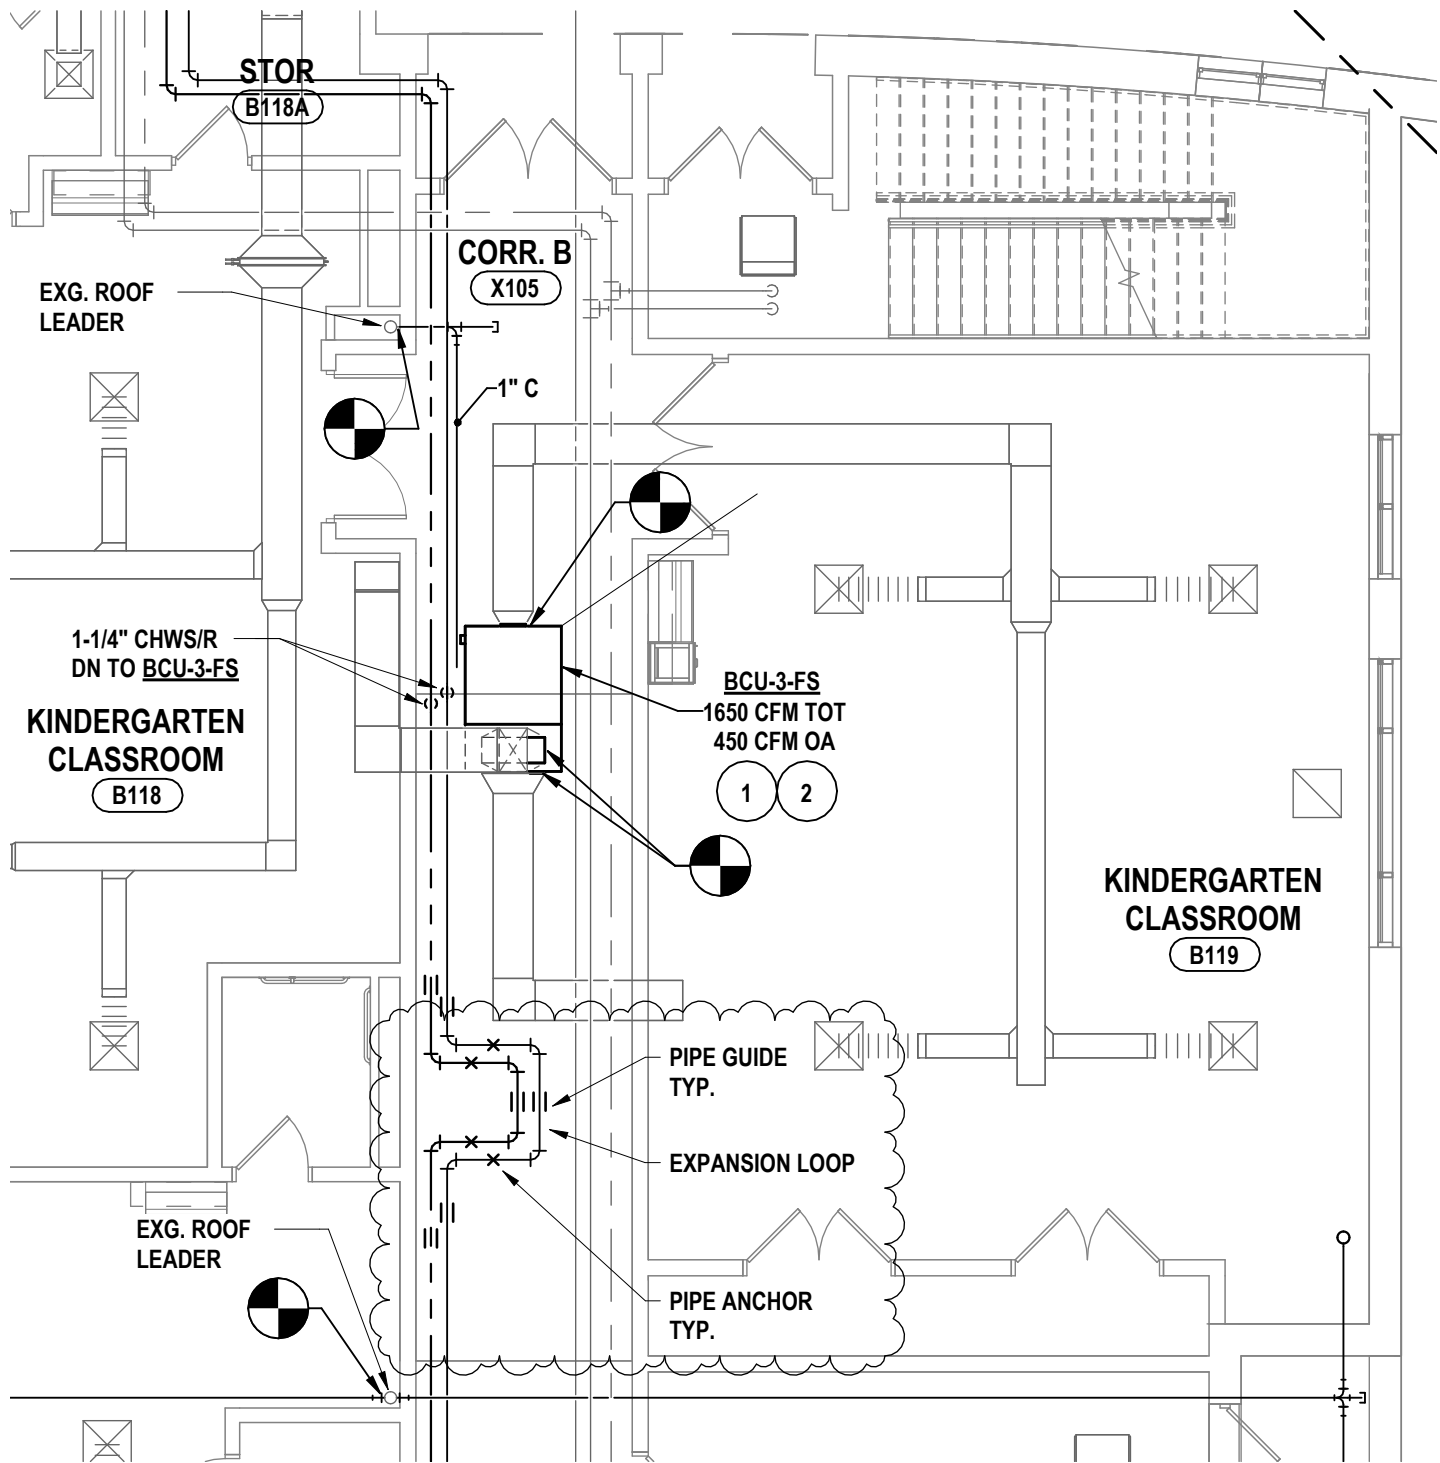 STOR
B118A
CORR. B
X105
EXG. ROOF
LEADER
1" C
1-1/4" CHWS/R
DN TO BCU-3-FS
KINDERGARTEN
CLASSROOM
B118
BCU-3-FS
1650 CFM TOT
450 CFM OA
1 2
KINDERGARTEN
CLASSROOM
B119
PIPE GUIDE
TYP.
EXPANSION LOOP
EXG. ROOF
LEADER
PIPE ANCHOR
TYP.